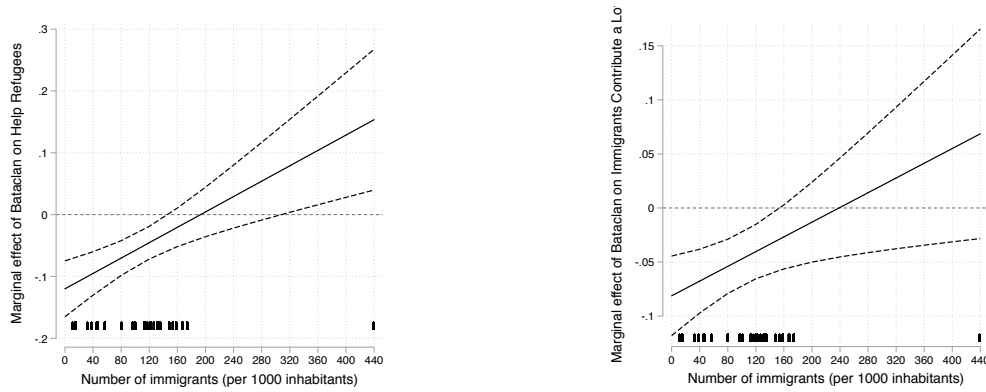 Marginal effect of Bataclan on Help Refugees
.3
.2
.1
0
-.1
-.2
0 40 80 120 160 200 240 280 320 360 400 440
Number of immigrants (per 1000 inhabitants)
Marginal effect of Bataclan on Immigrants Contribute a Lo
.15
.1
.05
0
-.05
-.1
0 40 80 120 160 200 240 280 320 360 400 440
Number of immigrants (per 1000 inhabitants)